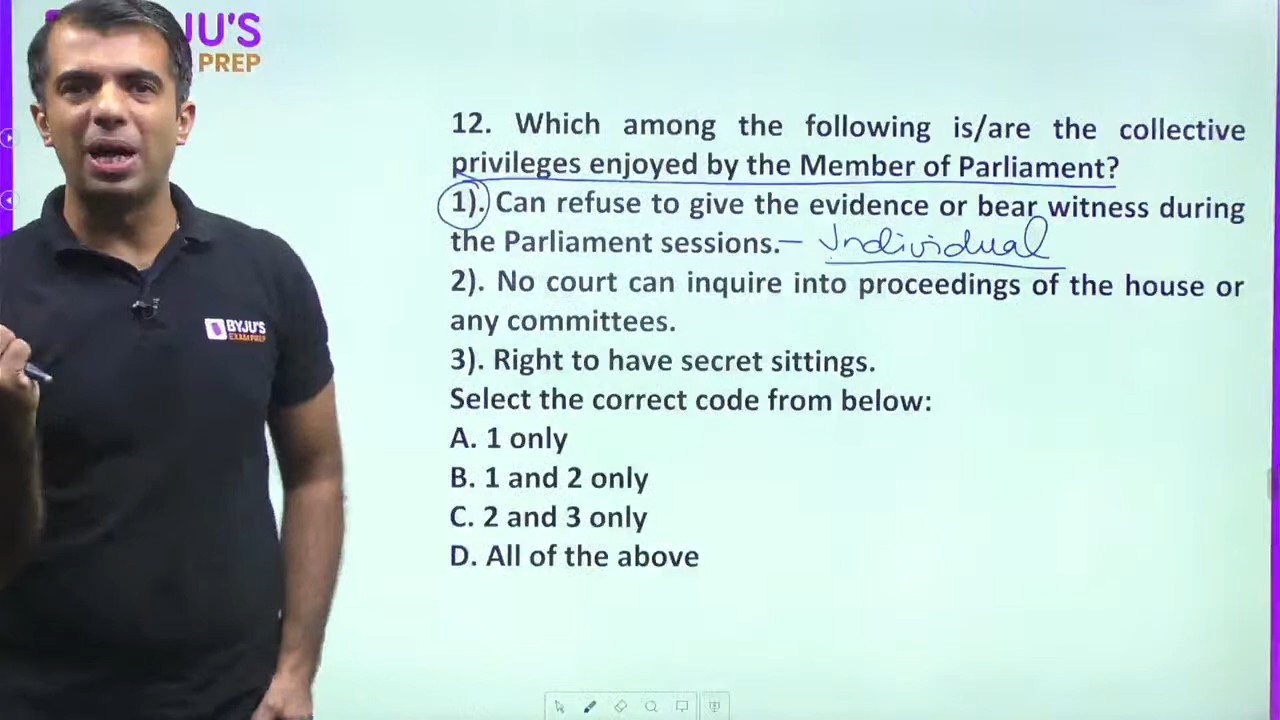 JU'S
PREP
12. Which among the following is/are the collective
privileges enjoyed by the Member of Parliament?
1). Can refuse to give the evidence or bear witness during
the Parliament sessions. – Individual
2). No court can inquire into proceedings of the house or
any committees.
3). Right to have secret sittings.
Select the correct code from below:
A. 1 only
B. 1 and 2 only
C. 2 and 3 only
D. All of the above
BYJU'S
EXAM PREP